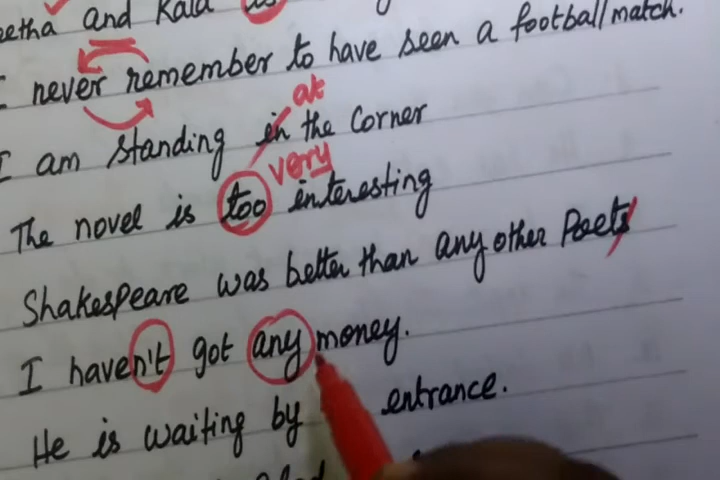 and Kala
I never remember to have seen a football match.
at
I am standing in the Corner
very
The novel is too interesting
Shakespeare was better than any other Poets
I haven't got any money.
He is waiting by entrance.